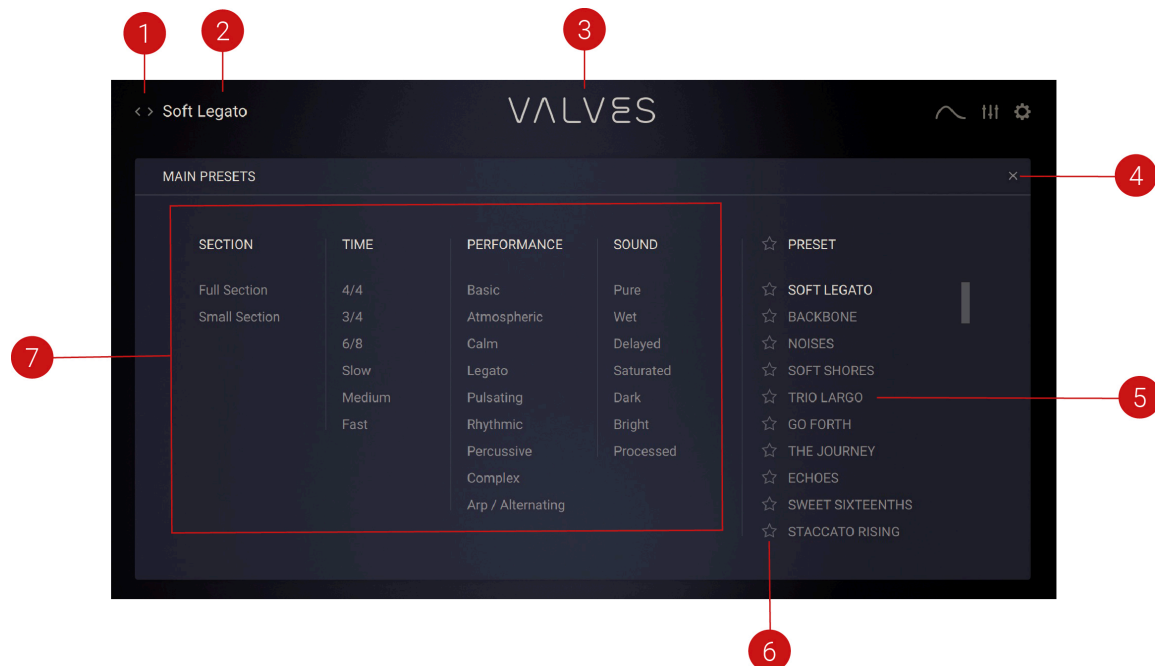 1
2
3
< > Soft Legato
VALVES
MAIN PRESETS
×
4
SECTION
Full Section
Small Section
TIME
4/4
3/4
6/8
Slow
Medium
Fast
PERFORMANCE
Basic
Atmospheric
Calm
Legato
Pulsating
Rhythmic
Percussive
Complex
Arp / Alternating
SOUND
Pure
Wet
Delayed
Saturated
Dark
Bright
Processed
PRESET
SOFT LEGATO
BACKBONE
NOISES
SOFT SHORES
TRIO LARGO
GO FORTH
THE JOURNEY
ECHOES
SWEET SIXTEENTHS
STACCATO RISING
7
5
6